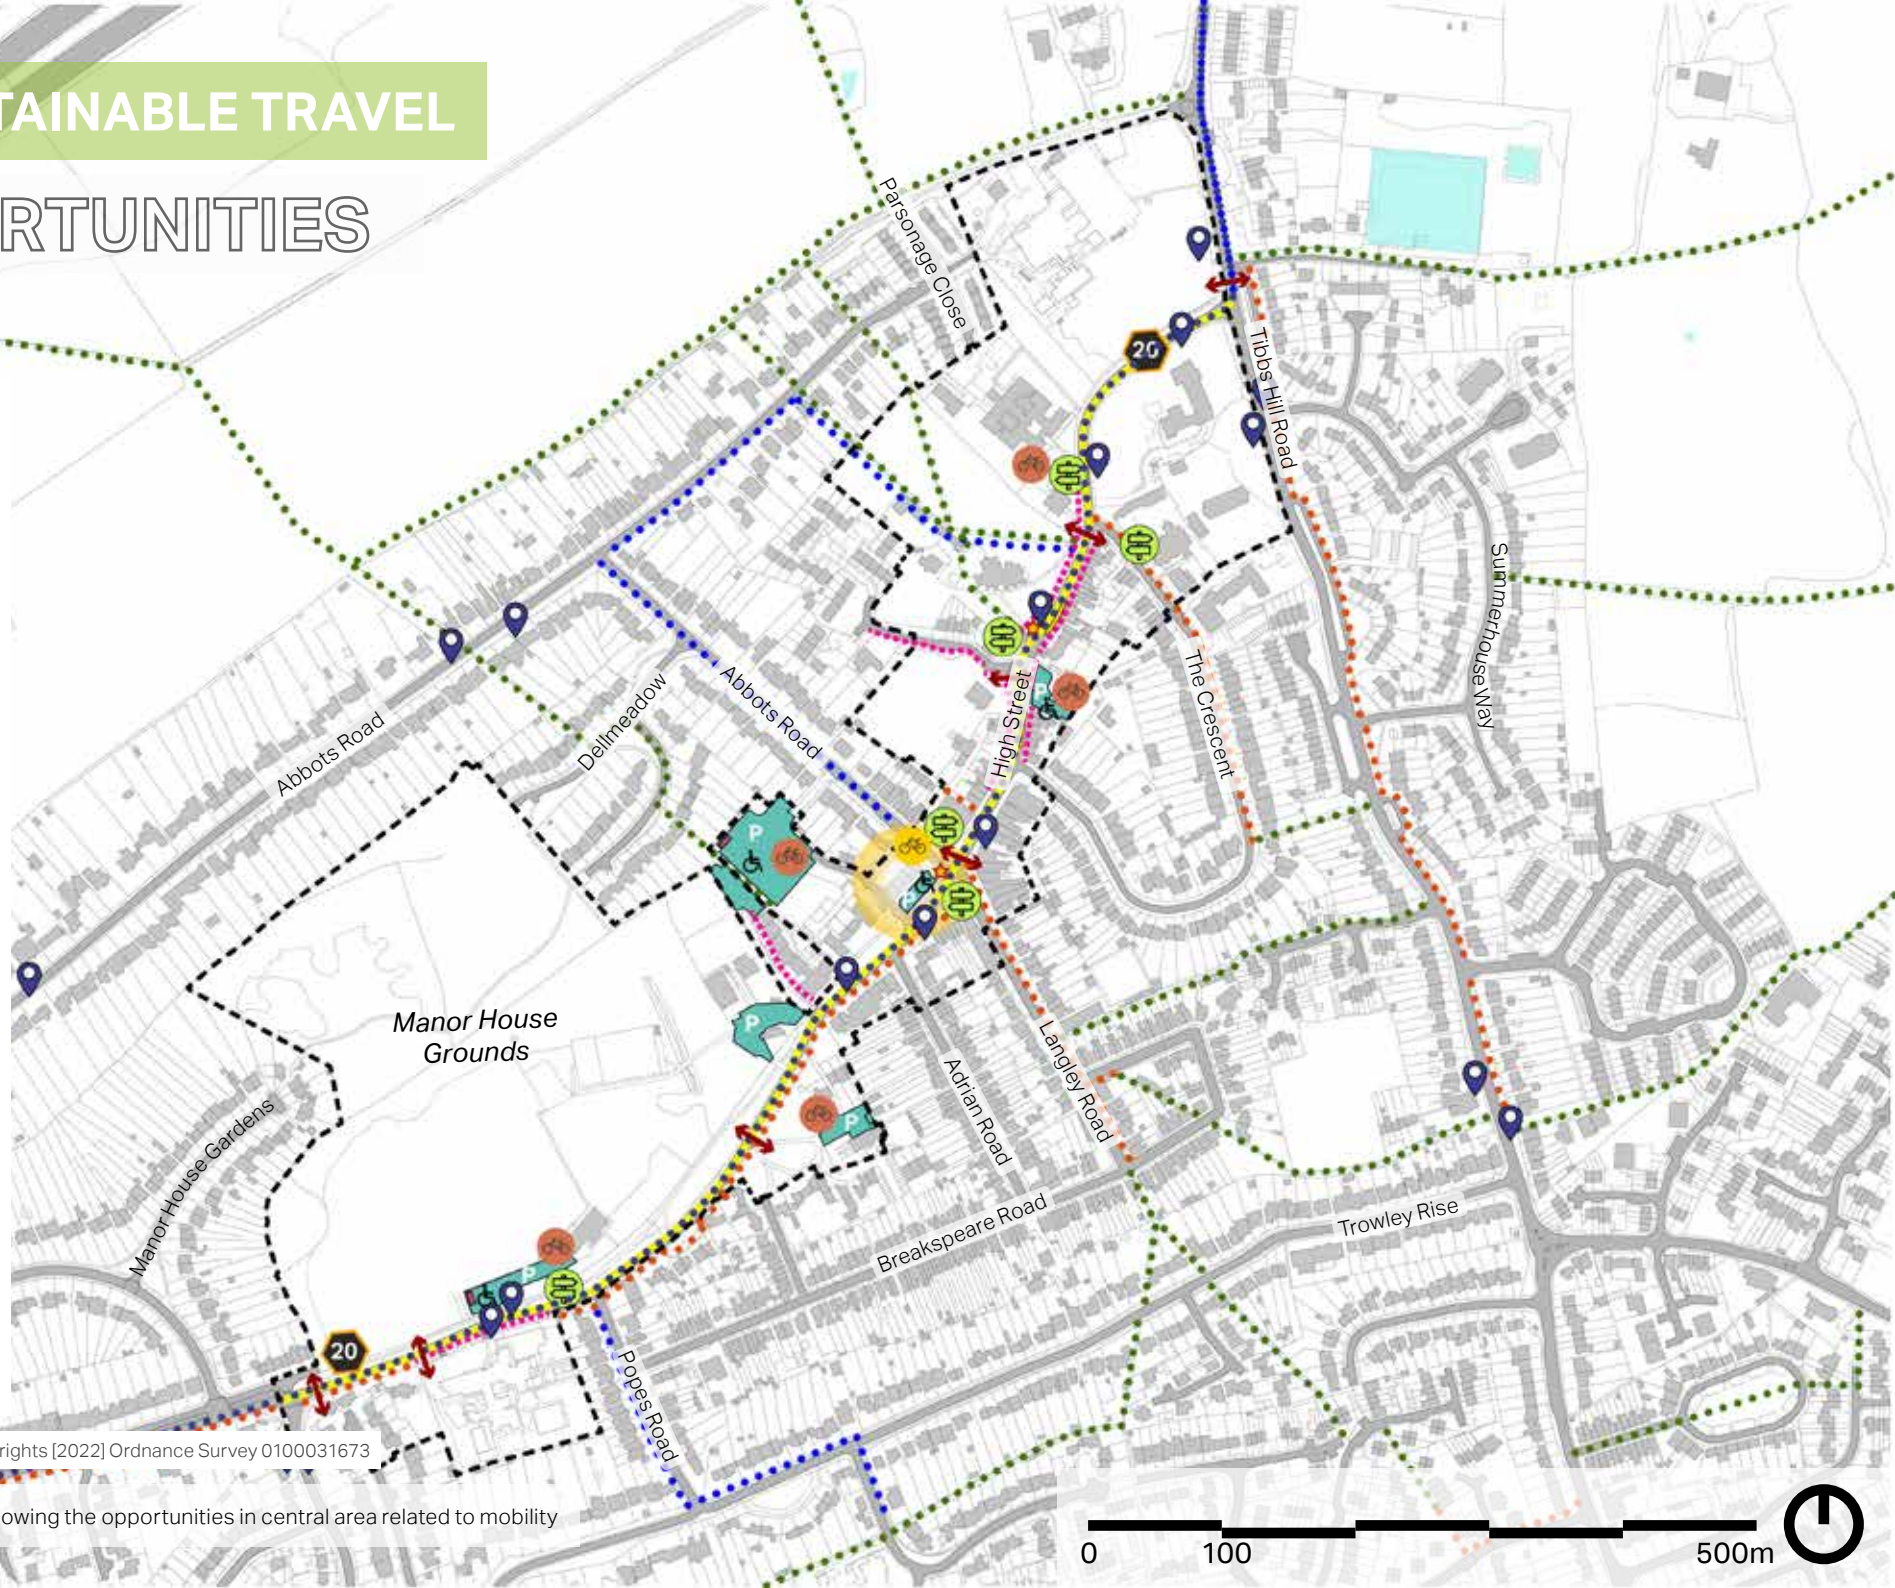 TAINABLE TRAVEL
RTUNITIES
Parsonage Close
20
Tibbs Hill Road
Summerhouse Way
The Crescent
High Street
Abbots Road
Dellmeadow
Abbots Road
P
P
P
P
Manor House
Grounds
Langley Road
Adrian Road
P
Manor House Gardens
Breakspeare Road
Trowley Rise
P
20
Popes Road
rights [2022] Ordnance Survey 0100031673
owing the opportunities in central area related to mobility
0 100 500m